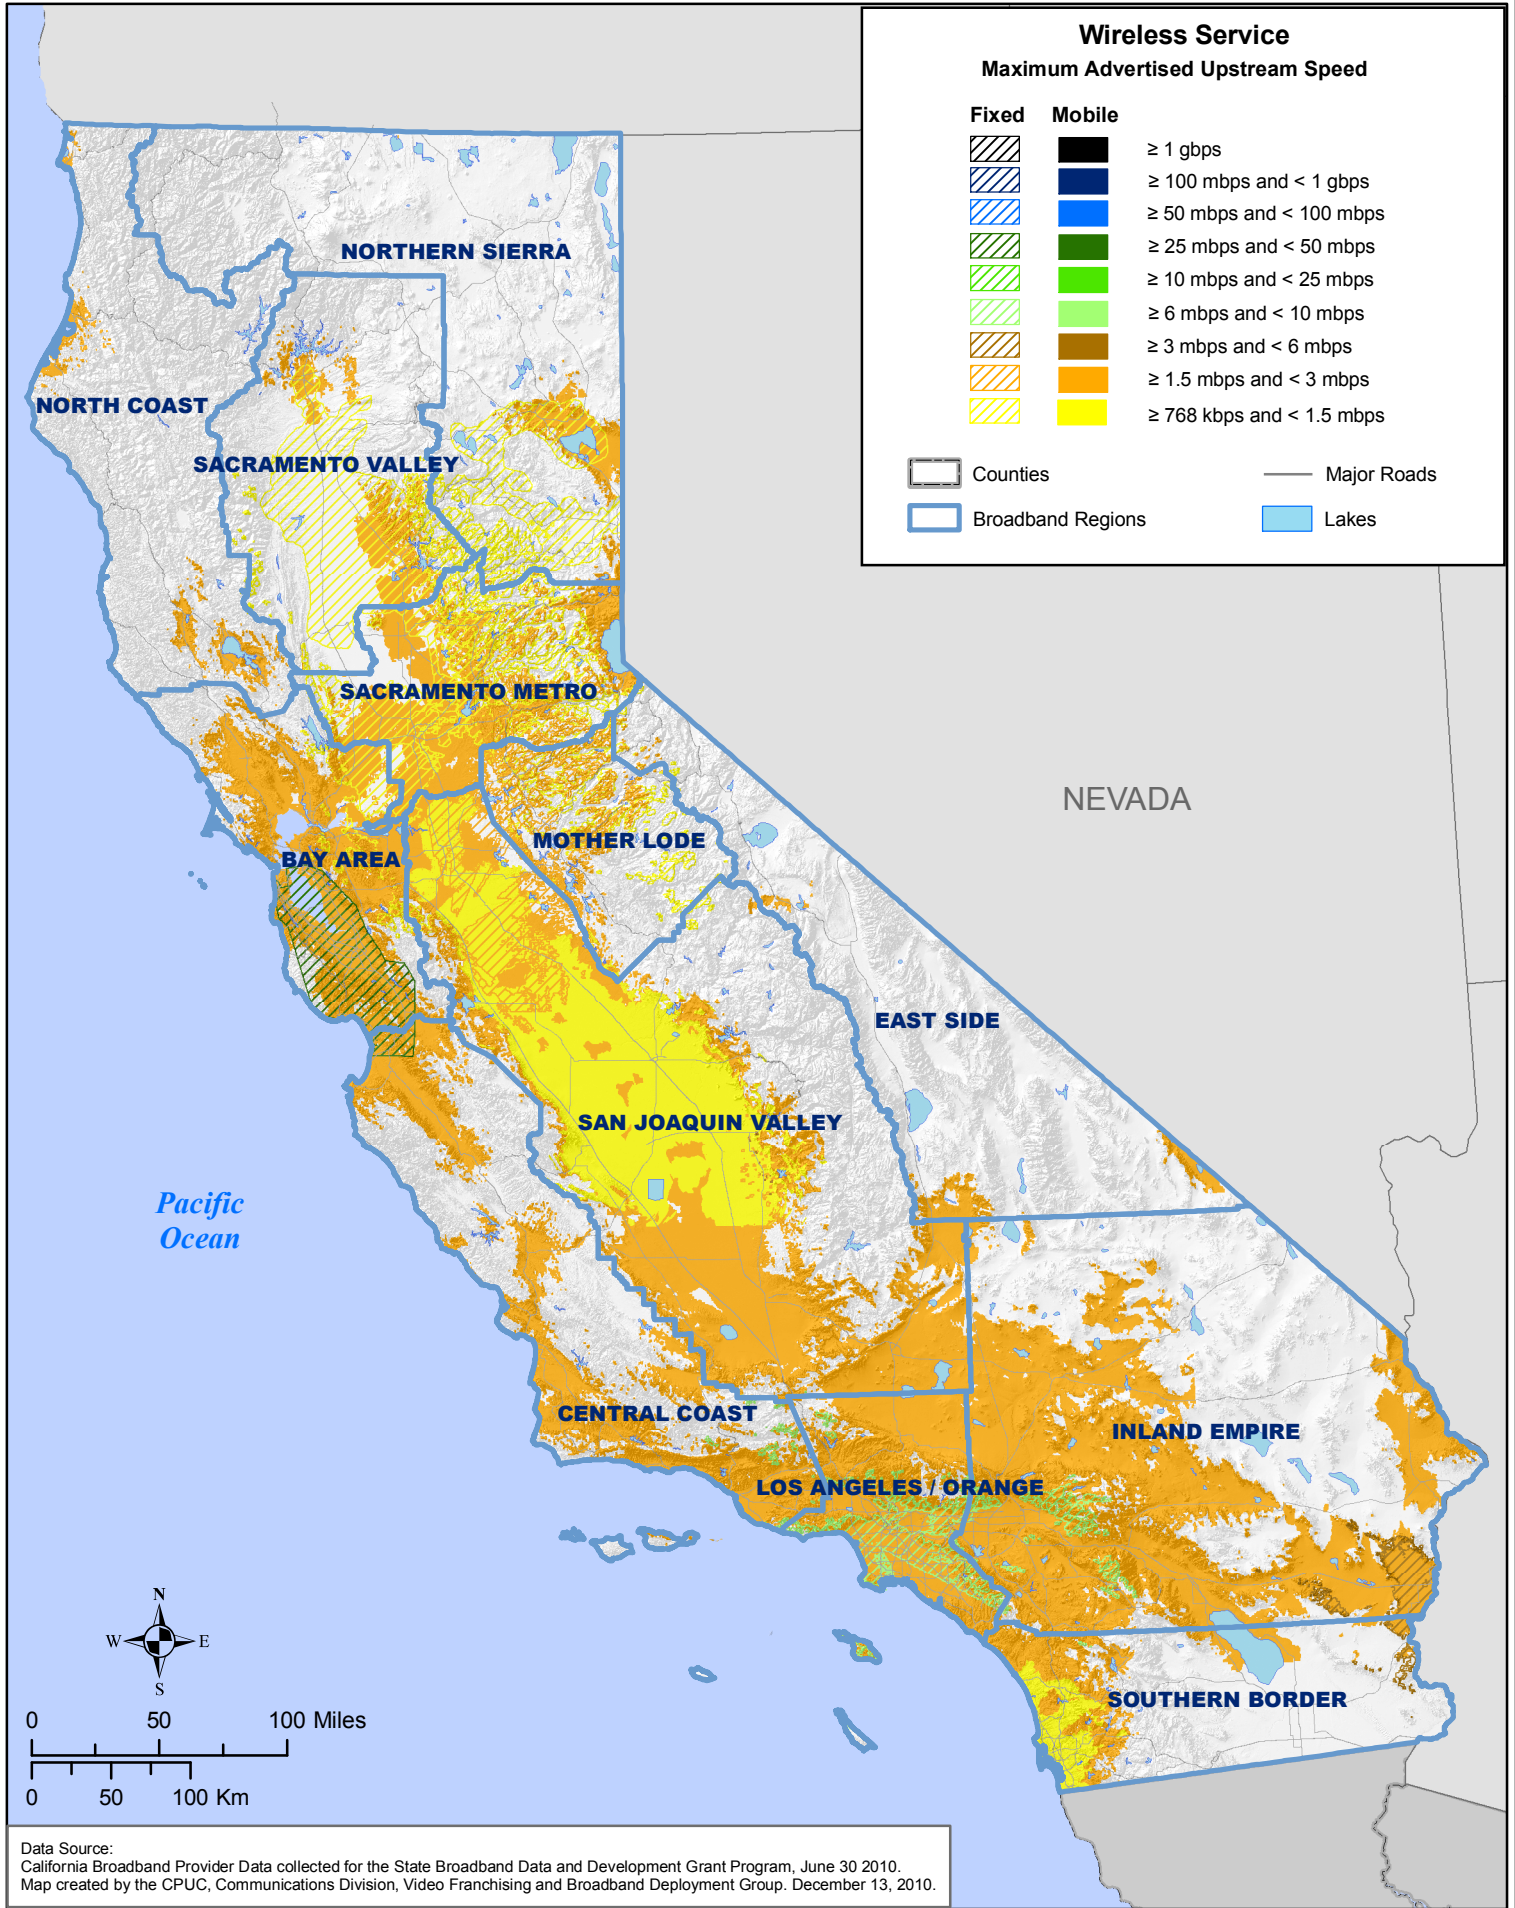 Wireless Service
Maximum Advertised Upstream Speed
Fixed Mobile
≥ 1 gbps
≥ 100 mbps and < 1 gbps
≥ 50 mbps and < 100 mbps
≥ 25 mbps and < 50 mbps
≥ 10 mbps and < 25 mbps
≥ 6 mbps and < 10 mbps
≥ 3 mbps and < 6 mbps
≥ 1.5 mbps and < 3 mbps
≥ 768 kbps and < 1.5 mbps
Counties
Major Roads
Broadband Regions
Lakes
NORTHERN SIERRA
NORTH COAST
SACRAMENTO VALLEY
SACRAMENTO METRO
NEVADA
MOTHER LODE
BAY AREA
EAST SIDE
SAN JOAQUIN VALLEY
Pacific
Ocean
CENTRAL COAST
INLAND EMPIRE
LOS ANGELES / ORANGE
SOUTHERN BORDER
N
W E
S
0 50 100 Miles
0 50 100 Km
Data Source:
California Broadband Provider Data collected for the State Broadband Data and Development Grant Program, June 30 2010.
Map created by the CPUC, Communications Division, Video Franchising and Broadband Deployment Group. December 13, 2010.